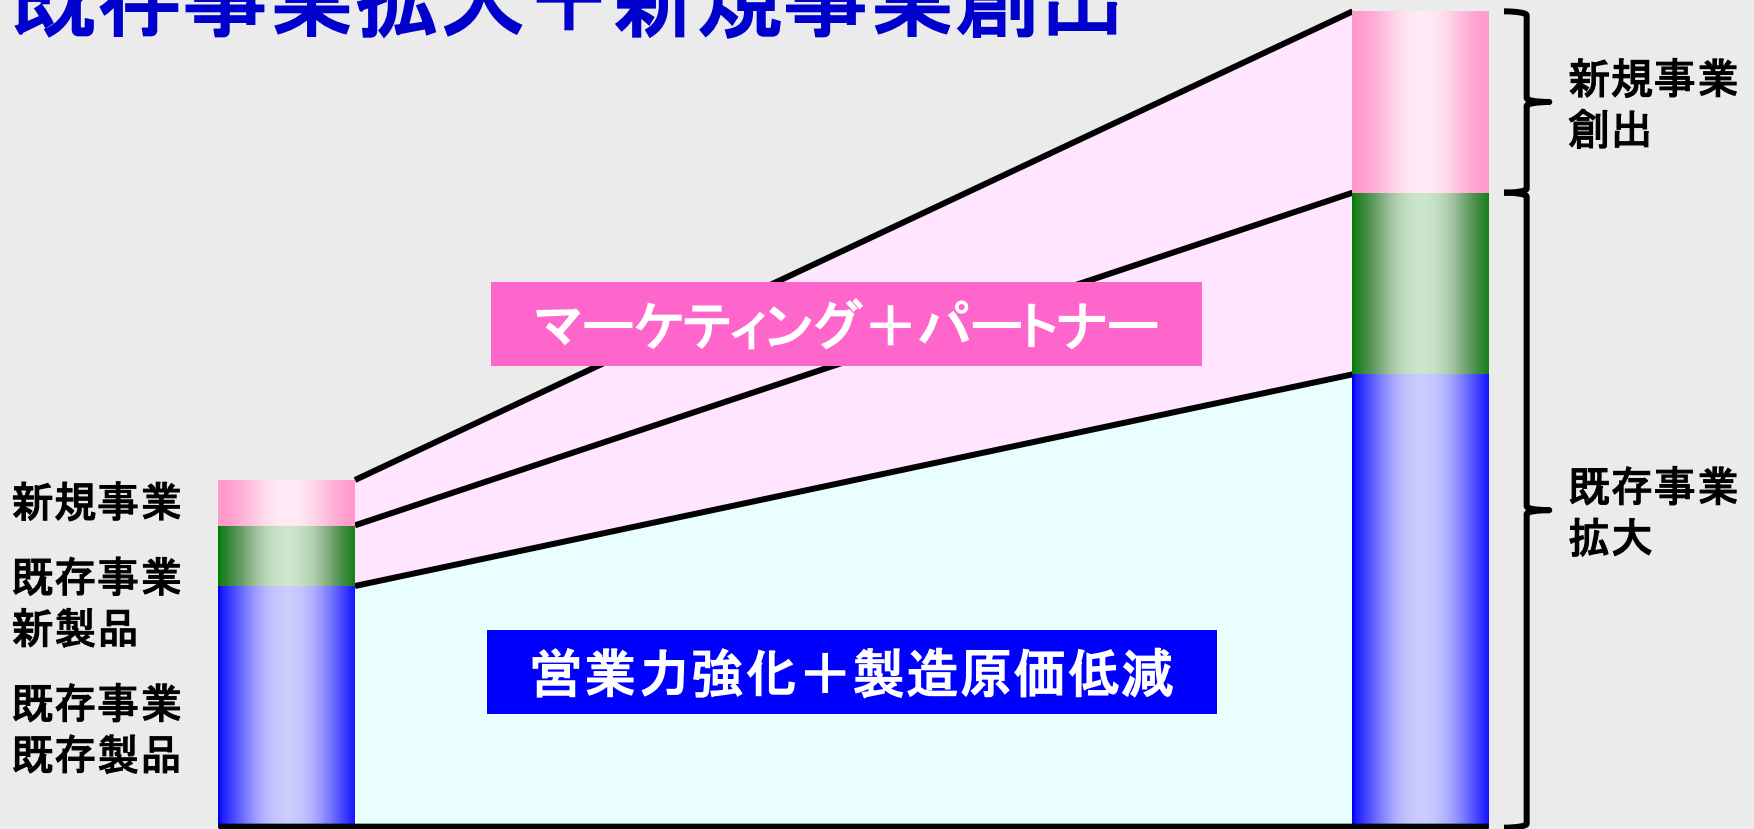 既存事業拡大＋新規事業創出
新規事業
創出
マーケティング＋パートナー
新規事業
既存事業
新製品
既存事業
拡大
営業力強化＋製造原価低減
既存事業
既存製品